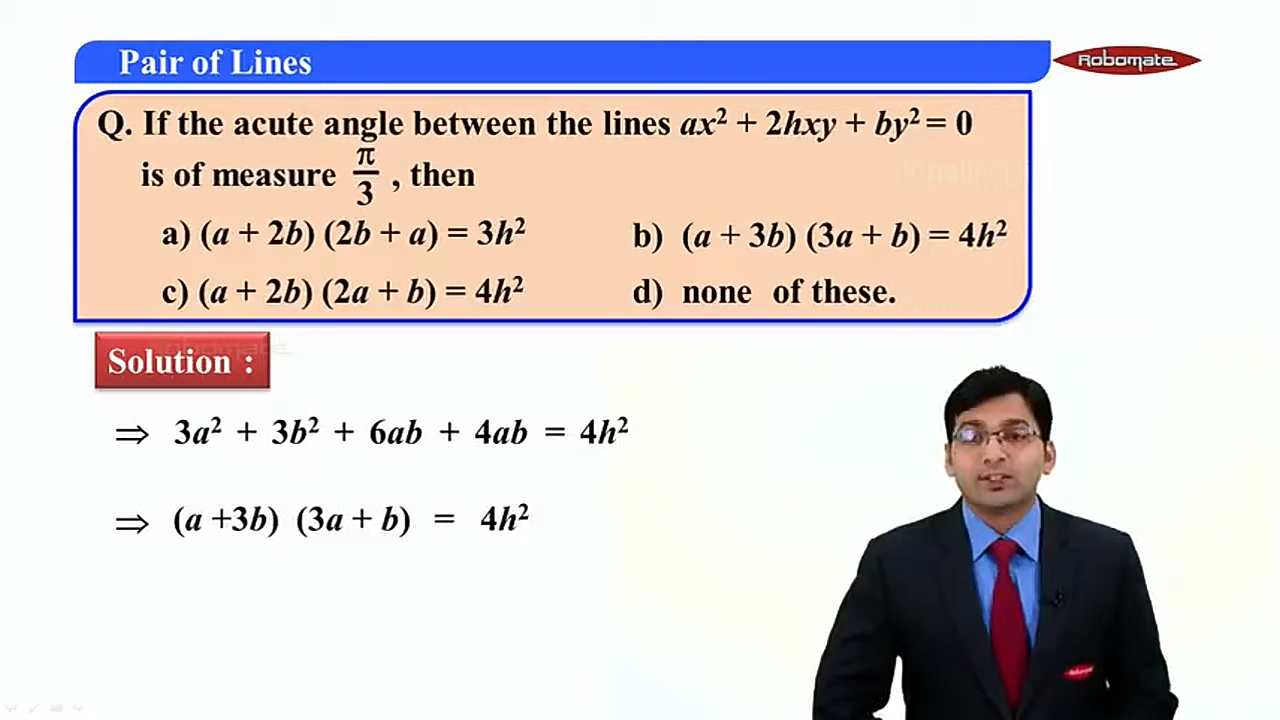 Pair of Lines
Robomate
Q. If the acute angle between the lines ax² + 2hxy + by² = 0
is of measure π/3 , then
a) (a + 2b) (2b + a) = 3h²
b) (a + 3b) (3a + b) = 4h²
c) (a + 2b) (2a + b) = 4h²
d) none of these.
Solution :
⇒ 3a² + 3b² + 6ab + 4ab = 4h²
⇒ (a +3b) (3a + b) = 4h²